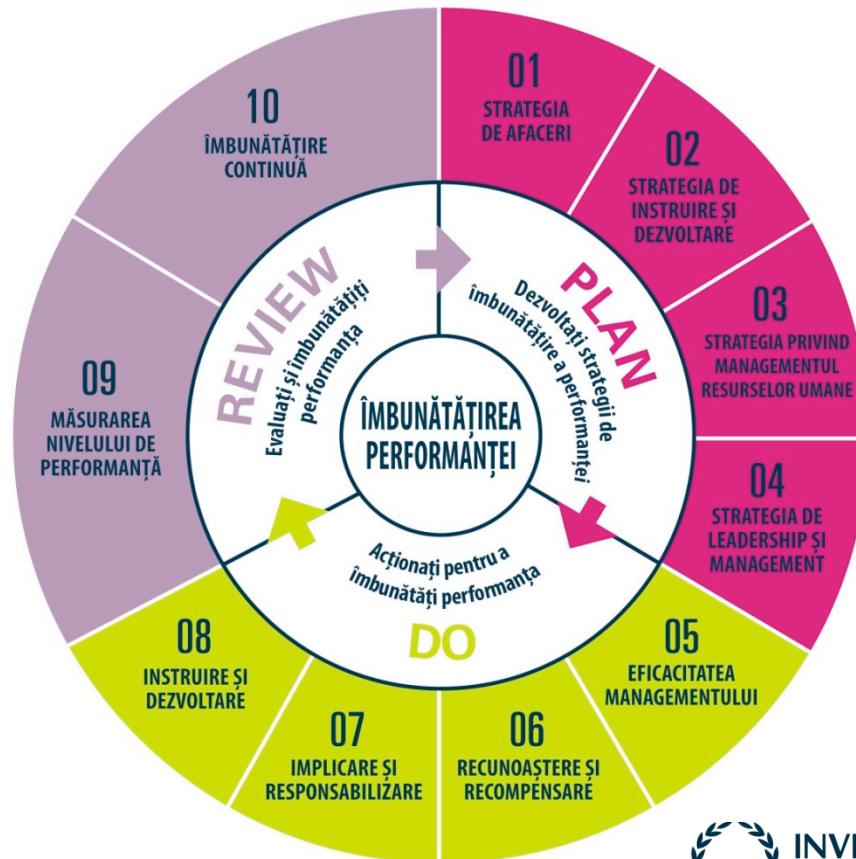 01
STRATEGIA
DE AFACERI
02
STRATEGIA DE
INSTRUIRE ȘI
DEZVOLTARE
03
STRATEGIA PRIVIND
MANAGEMENTUL
RESURSELOR UMANE
04
STRATEGIA DE
LEADERSHIP ȘI
MANAGEMENT
05
EFICACITATEA
MANAGEMENTULUI
06
RECUNOAȘTERE ȘI
RECOMPENSARE
07
IMPLICARE ȘI
RESPONSABILIZARE
08
INSTRUIRE ȘI
DEZVOLTARE
09
MĂSURAREA
NIVELULUI DE
PERFORMANȚĂ
10
ÎMBUNĂTĂȚIRE
CONTINUĂ
PLAN
Dezvoltați strategii de
îmbunătățire a performanței
Acționați pentru a
îmbunătăți performanța
DO
REVIEW
Evaluați și îmbunătățiți
performanța
ÎMBUNĂTĂȚIREA
PERFORMANȚEI